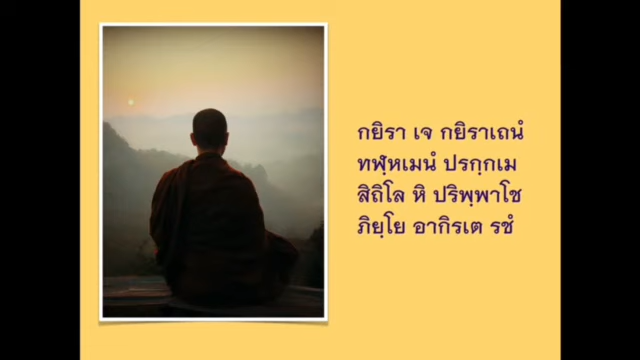 กยิรา เจ กยิราเถนํ
ทฬฺหเมนํ ปรกฺกเม
สิถิโล หิ ปริพฺพาโช
ภิยฺโย อากิรเต รชํ